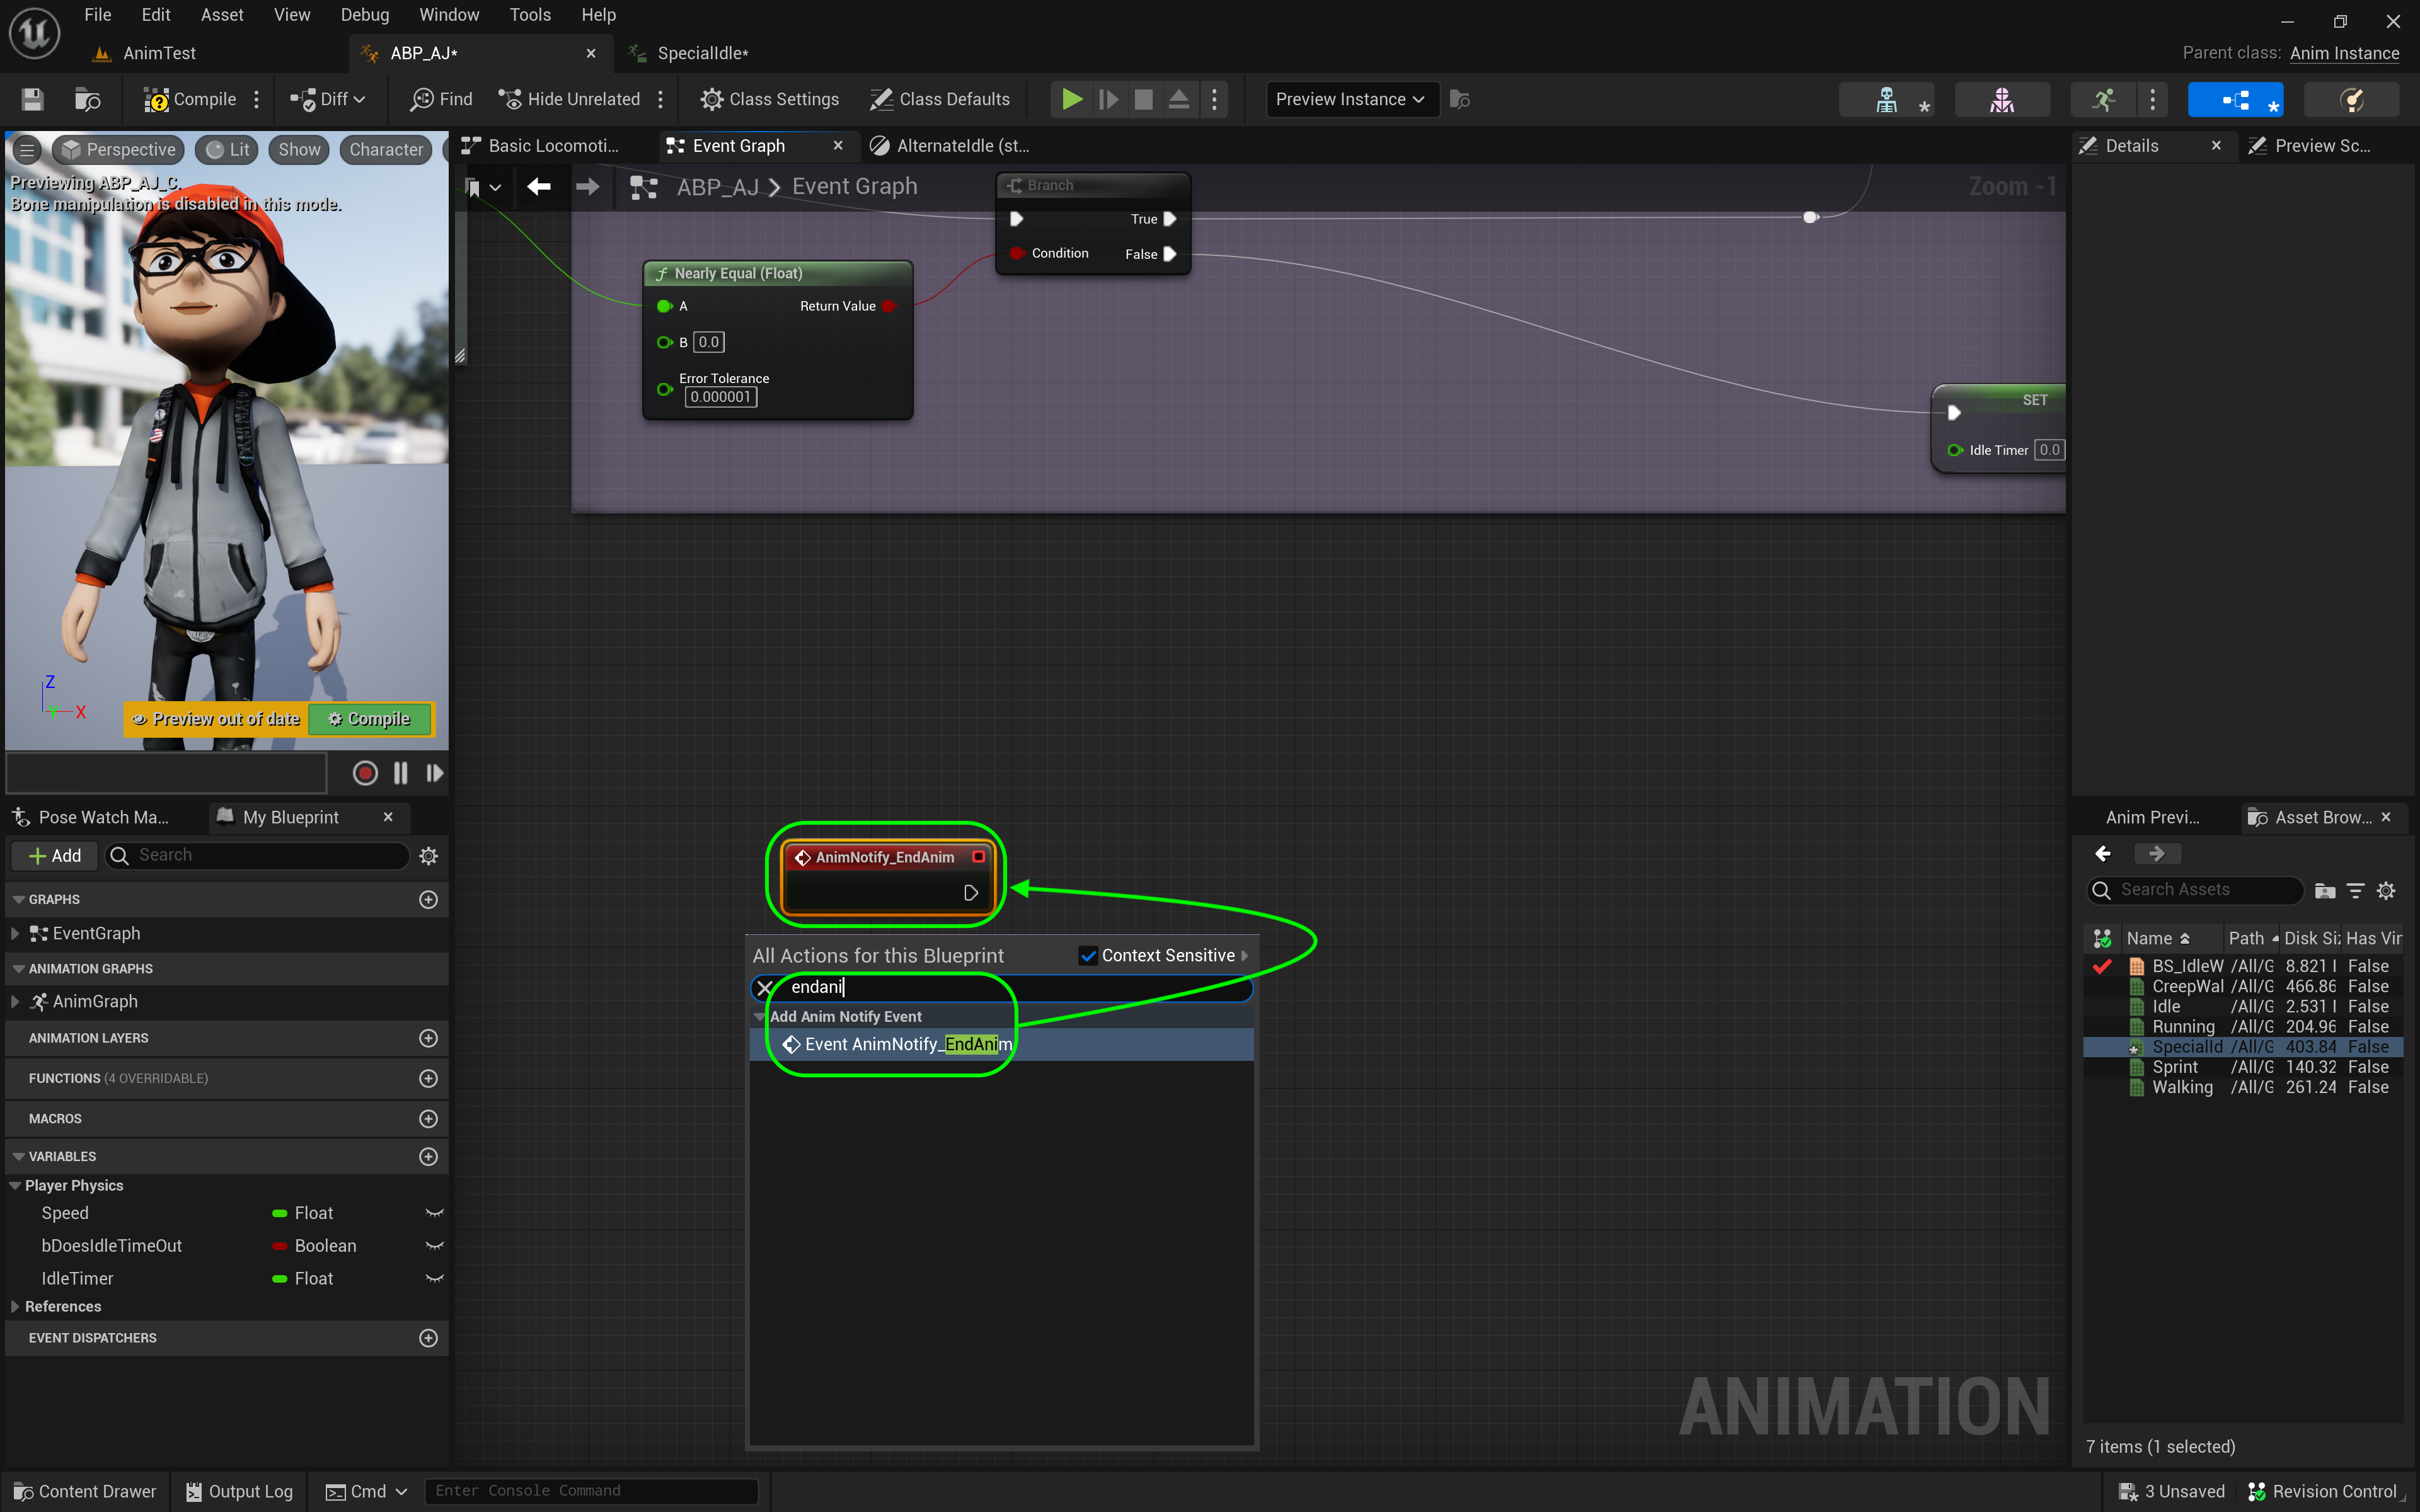 File Edit Asset View Debug Window Tools Help
AnimTest ABP_AJ* SpecialIdle*
Parent class: Anim Instance
Compile Diff Find Hide Unrelated Class Settings Class Defaults Preview Instance
Perspective Lit Show Character
Previewing ABP_AJ_C.
Bone manipulation is disabled in this mode.
Z
Y
X
Preview out of date Compile
Pose Watch Ma... My Blueprint
Add Search
GRAPHS
EventGraph
ANIMATION GRAPHS
AnimGraph
ANIMATION LAYERS
FUNCTIONS (4 OVERRIDABLE)
MACROS
VARIABLES
Player Physics
Speed Float
bDoesIdleTimeOut Boolean
IdleTimer Float
References
EVENT DISPATCHERS
Basic Locomoti... Event Graph AlternateIdle (st...
ABP_AJ > Event Graph
Zoom -1
Branch
True
Condition False
Nearly Equal (Float)
A Return Value
B 0.0
Error Tolerance
0.000001
SET
Idle Timer 0.0
AnimNotify_EndAnim
All Actions for this Blueprint Context Sensitive
endani
Add Anim Notify Event
Event AnimNotify_EndAnim
ANIMATION
Details Preview Sc...
Anim Previ... Asset Brow...
Search Assets
Name Path Disk Siz Has Vir
BS_IdleW /All/G 8.821 False
CreepWal /All/G 466.86 False
Idle /All/G 2.531 False
Running /All/G 204.96 False
SpecialId /All/G 403.84 False
Sprint /All/G 140.32 False
Walking /All/G 261.24 False
7 items (1 selected)
Content Drawer Output Log Cmd Enter Console Command
3 Unsaved Revision Control